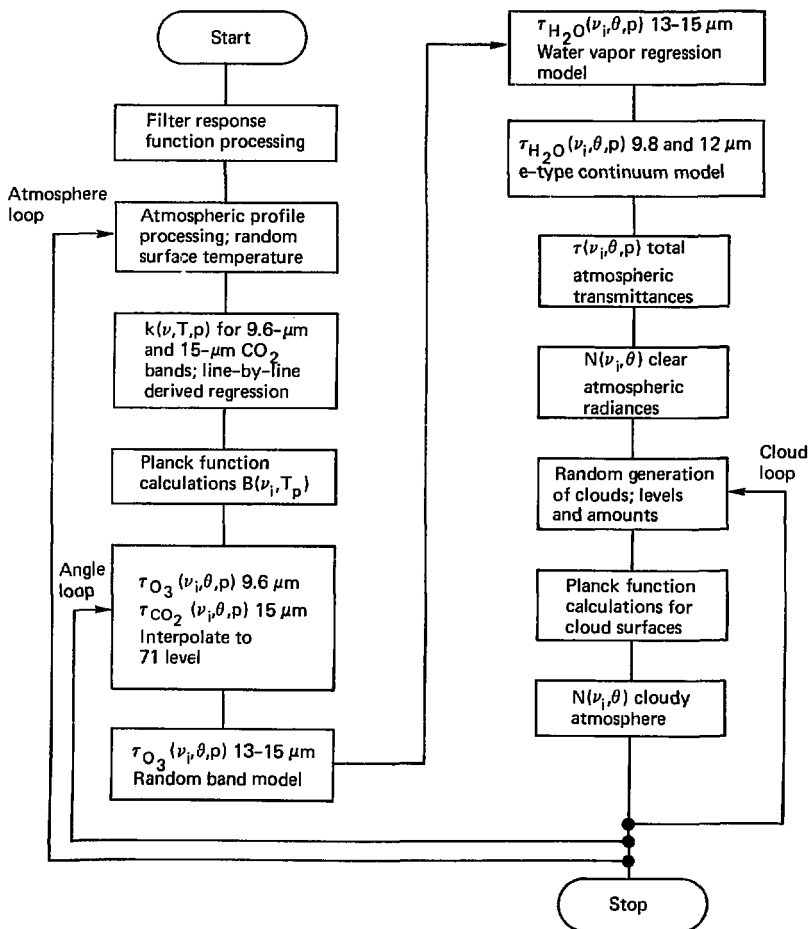 Start
Filter response
function processing
Atmosphere
loop
Atmospheric profile
processing; random
surface temperature
k(ν,T,p) for 9.6-μm
and 15-μm CO₂
bands; line-by-line
derived regression
Planck function
calculations B(νᵢ,Tₚ)
Angle
loop
τO₃ (νᵢ,θ,p) 9.6 μm
τCO₂ (νᵢ,θ,p) 15 μm
Interpolate to
71 level
τO₃ (νᵢ,θ,p) 13-15 μm
Random band model
τH₂O(νᵢ,θ,p) 13-15 μm
Water vapor regression
model
τH₂O(νᵢ,θ,p) 9.8 and 12 μm
e-type continuum model
τ(νᵢ,θ,p) total
atmospheric
transmittances
N(νᵢ,θ) clear
atmospheric
radiances
Cloud
loop
Random generation
of clouds; levels
and amounts
Planck function
calculations for
cloud surfaces
N(νᵢ,θ) cloudy
atmosphere
Stop